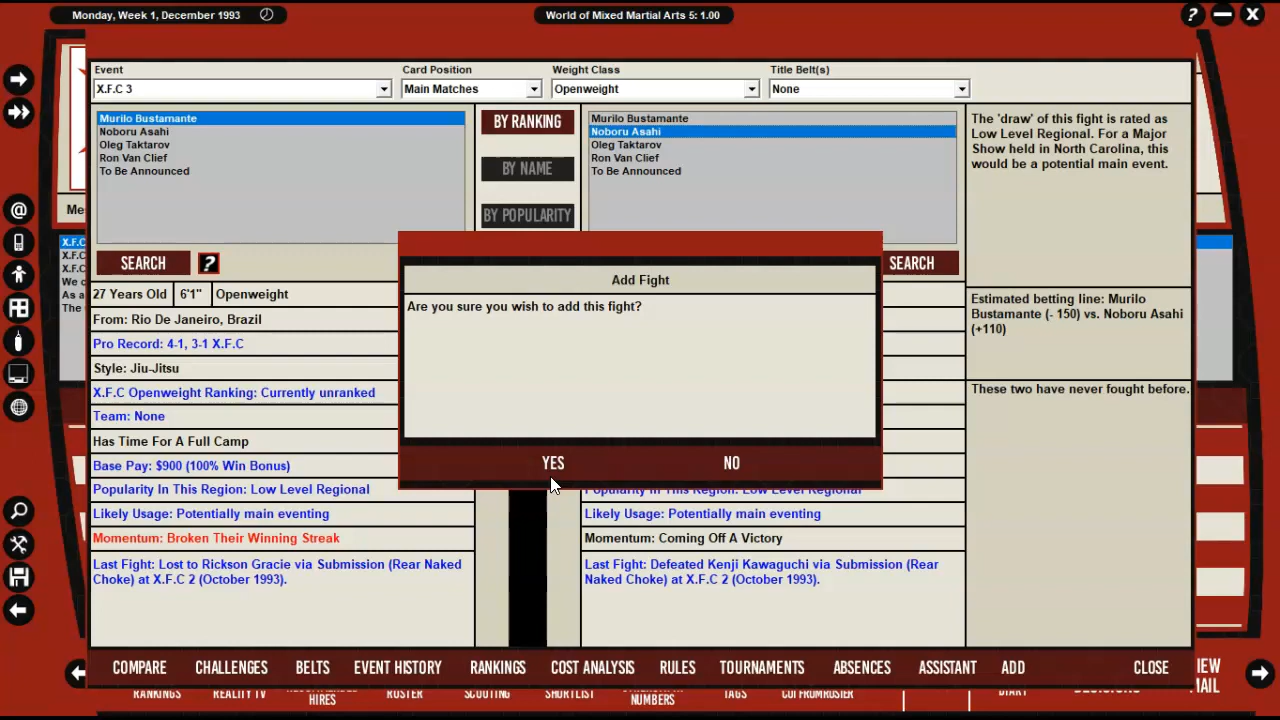 Monday, Week 1, December 1993
World of Mixed Martial Arts 5: 1.00
?
X
Event
Card Position
Weight Class
Title Belt(s)
X.F.C 3
Main Matches
Openweight
None
Murilo Bustamante
Noboru Asahi
Oleg Taktarov
Ron Van Clief
To Be Announced
BY RANKING
BY NAME
BY POPULARITY
Murilo Bustamante
Noboru Asahi
Oleg Taktarov
Ron Van Clief
To Be Announced
The 'draw' of this fight is rated as
Low Level Regional. For a Major
Show held in North Carolina, this
would be a potential main event.
Me
X.F.C
X.F.C
X.F.C
We c
As a
The
SEARCH
?
SEARCH
Add Fight
Are you sure you wish to add this fight?
YES
NO
27 Years Old
6'1"
Openweight
From: Rio De Janeiro, Brazil
Pro Record: 4-1, 3-1 X.F.C
Style: Jiu-Jitsu
X.F.C Openweight Ranking: Currently unranked
Team: None
Has Time For A Full Camp
Base Pay: $900 (100% Win Bonus)
Popularity In This Region: Low Level Regional
Likely Usage: Potentially main eventing
Momentum: Broken Their Winning Streak
Last Fight: Lost to Rickson Gracie via Submission (Rear Naked
Choke) at X.F.C 2 (October 1993).
Popularity In This Region: Low Level Regional
Likely Usage: Potentially main eventing
Momentum: Coming Off A Victory
Last Fight: Defeated Kenji Kawaguchi via Submission (Rear
Naked Choke) at X.F.C 2 (October 1993).
Estimated betting line: Murilo
Bustamante (- 150) vs. Noboru Asahi
(+110)
These two have never fought before.
COMPARE
CHALLENGES
BELTS
EVENT HISTORY
RANKINGS
COST ANALYSIS
RULES
TOURNAMENTS
ABSENCES
ASSISTANT
ADD
CLOSE
IEW
MAIL
RANKINGS
REALITY TV
HIRES
ROSTER
SCOUTING
SHORTLIST
NUMBERS
TAGS
DIARY
DECISIONS